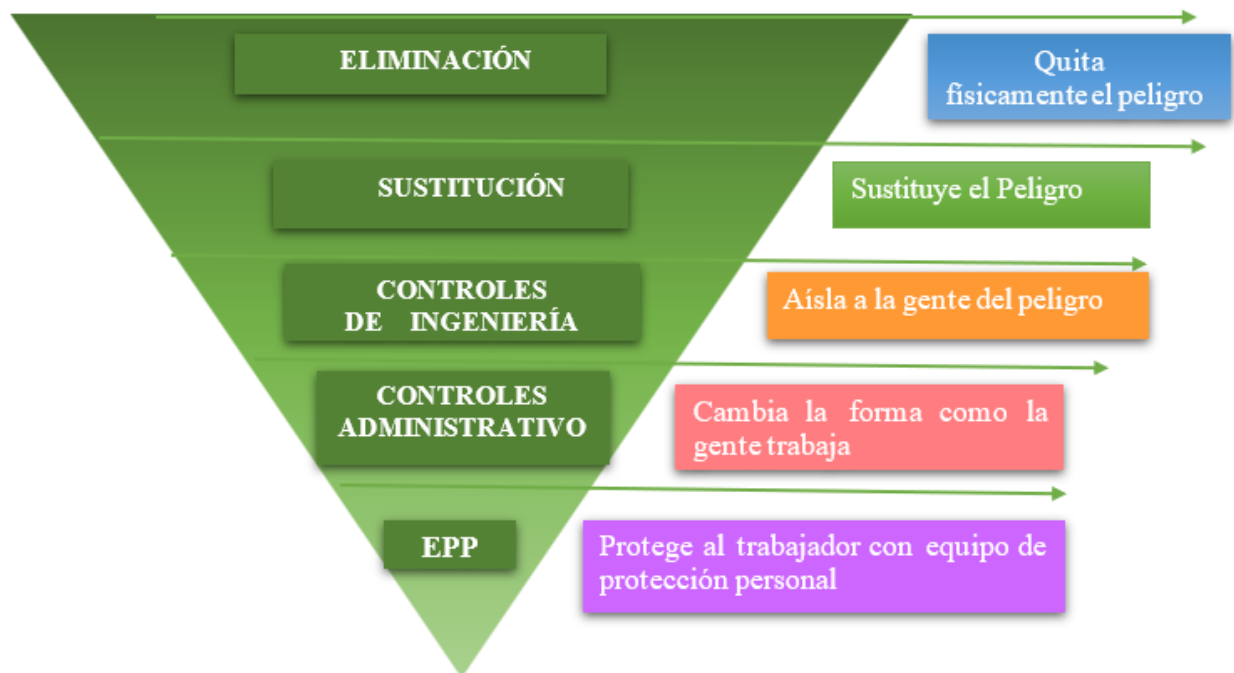 ELIMINACIÓN
Quita
físicamente el peligro
SUSTITUCIÓN
Sustituye el Peligro
CONTROLES
DE INGENIERÍA
Aísla a la gente del peligro
CONTROLES
ADMINISTRATIVO
Cambia la forma como la
gente trabaja
EPP
Protege al trabajador con equipo de
protección personal